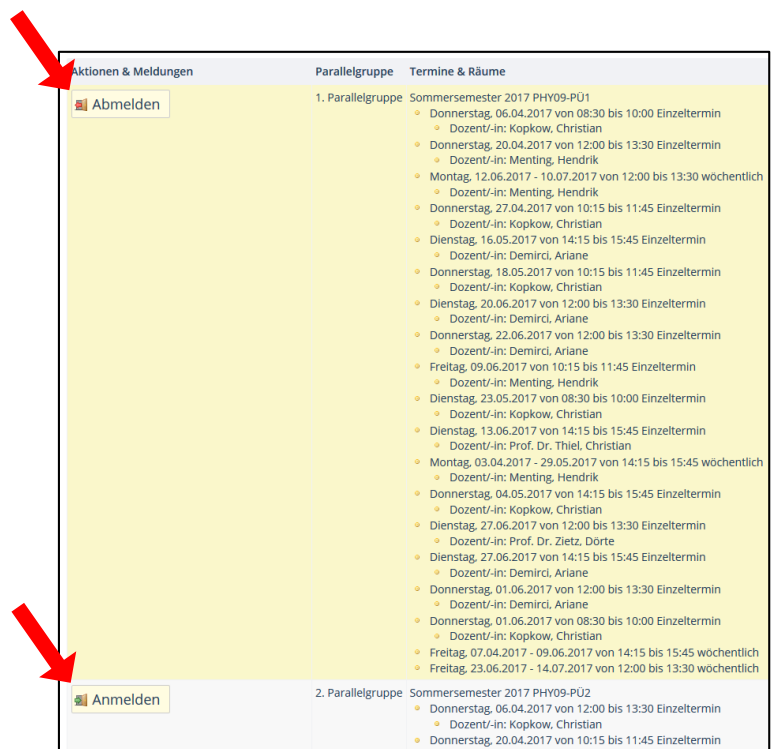 Aktionen & Meldungen Parallelgruppe Termine & Räume
Abmelden 1. Parallelgruppe Sommersemester 2017 PHY09-PÜ1
Donnerstag, 06.04.2017 von 08:30 bis 10:00 Einzeltermin
Dozent/-in: Kopkow, Christian
Donnerstag, 20.04.2017 von 12:00 bis 13:30 Einzeltermin
Dozent/-in: Menting, Hendrik
Montag, 12.06.2017 - 10.07.2017 von 12:00 bis 13:30 wöchentlich
Dozent/-in: Menting, Hendrik
Donnerstag, 27.04.2017 von 10:15 bis 11:45 Einzeltermin
Dozent/-in: Kopkow, Christian
Dienstag, 16.05.2017 von 14:15 bis 15:45 Einzeltermin
Dozent/-in: Demirci, Ariane
Donnerstag, 18.05.2017 von 10:15 bis 11:45 Einzeltermin
Dozent/-in: Kopkow, Christian
Dienstag, 20.06.2017 von 12:00 bis 13:30 Einzeltermin
Dozent/-in: Demirci, Ariane
Donnerstag, 22.06.2017 von 12:00 bis 13:30 Einzeltermin
Dozent/-in: Demirci, Ariane
Freitag, 09.06.2017 von 10:15 bis 11:45 Einzeltermin
Dozent/-in: Menting, Hendrik
Dienstag, 23.05.2017 von 08:30 bis 10:00 Einzeltermin
Dozent/-in: Kopkow, Christian
Dienstag, 13.06.2017 von 14:15 bis 15:45 Einzeltermin
Dozent/-in: Prof. Dr. Thiel, Christian
Montag, 03.04.2017 - 29.05.2017 von 14:15 bis 15:45 wöchentlich
Dozent/-in: Menting, Hendrik
Donnerstag, 04.05.2017 von 14:15 bis 15:45 Einzeltermin
Dozent/-in: Kopkow, Christian
Dienstag, 27.06.2017 von 12:00 bis 13:30 Einzeltermin
Dozent/-in: Prof. Dr. Zietz, Dörte
Dienstag, 27.06.2017 von 14:15 bis 15:45 Einzeltermin
Dozent/-in: Demirci, Ariane
Donnerstag, 01.06.2017 von 12:00 bis 13:30 Einzeltermin
Dozent/-in: Demirci, Ariane
Donnerstag, 01.06.2017 von 08:30 bis 10:00 Einzeltermin
Dozent/-in: Kopkow, Christian
Freitag, 07.04.2017 - 09.06.2017 von 14:15 bis 15:45 wöchentlich
Freitag, 23.06.2017 - 14.07.2017 von 12:00 bis 13:30 wöchentlich
Anmelden 2. Parallelgruppe Sommersemester 2017 PHY09-PÜ2
Donnerstag, 06.04.2017 von 12:00 bis 13:30 Einzeltermin
Dozent/-in: Kopkow, Christian
Donnerstag, 20.04.2017 von 10:15 bis 11:45 Einzeltermin